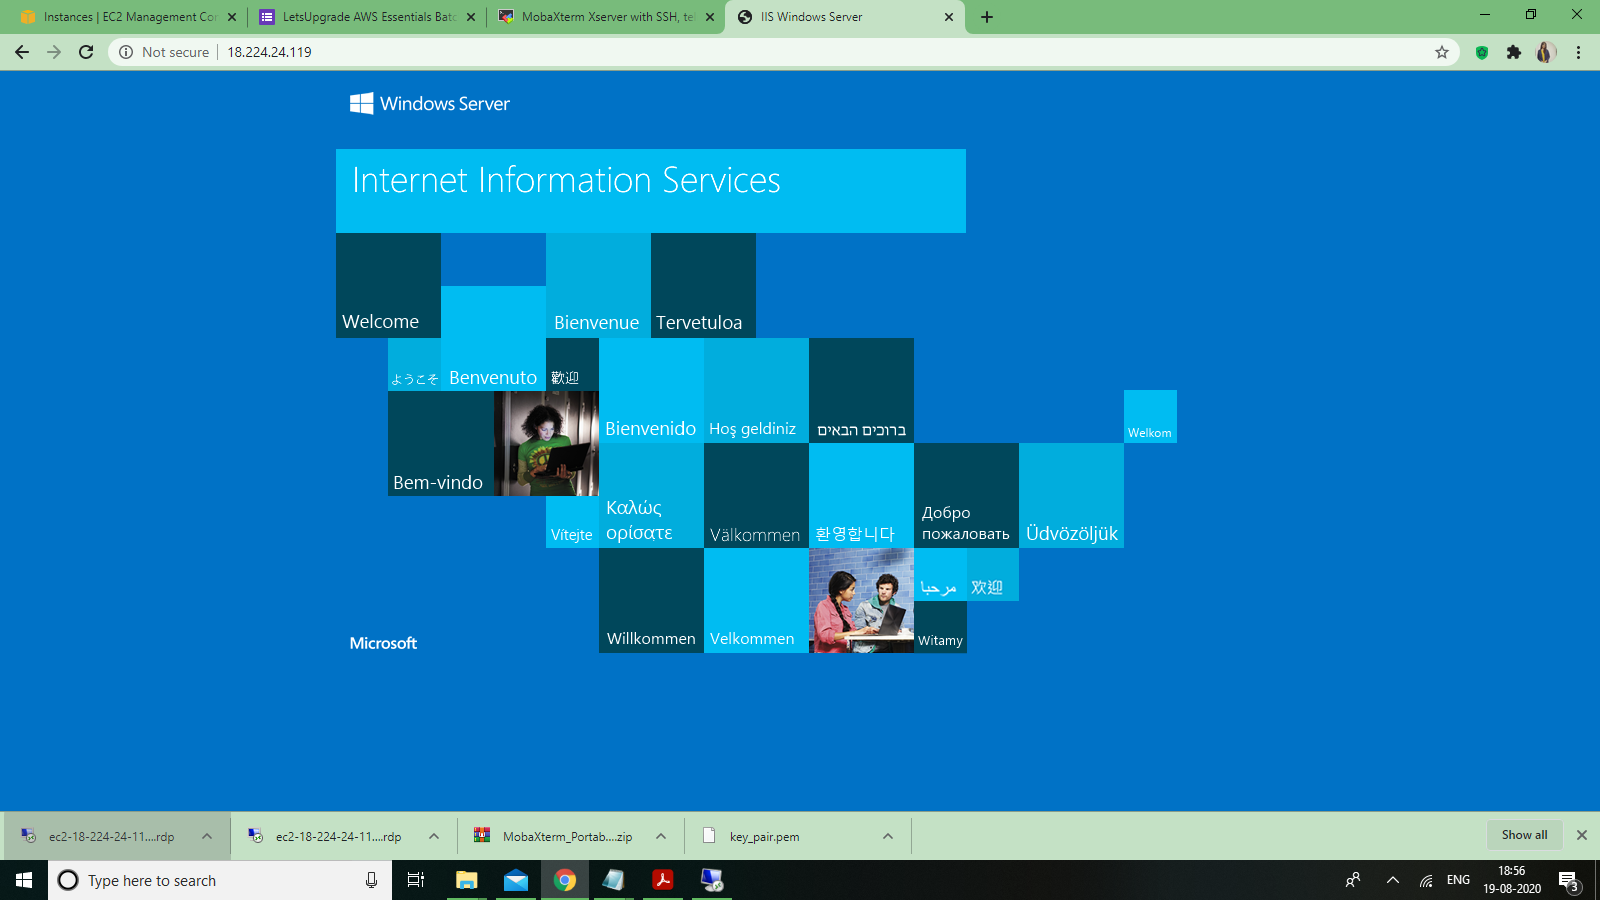 Instances | EC2 Management Con
LetsUpgrade AWS Essentials Batc
MobaXterm Xserver with SSH, tel
IIS Windows Server
Not secure
18.224.24.119
Windows Server
Internet Information Services
Welcome
Bienvenue
Tervetuloa
ようこそ
Benvenuto
歡迎
Bienvenido
Hoş geldiniz
ברוכים הבאים
Welkom
Bem-vindo
Vítejte
Καλώς
ορίσατε
Välkommen
환영합니다
Добро
пожаловать
Üdvözöljük
Microsoft
Willkommen
Velkommen
مرحبا
欢迎
Witamy
ec2-18-224-24-11....rdp
ec2-18-224-24-11....rdp
MobaXterm_Portab....zip
key_pair.pem
Show all
Type here to search
ENG
18:56
19-08-2020
3